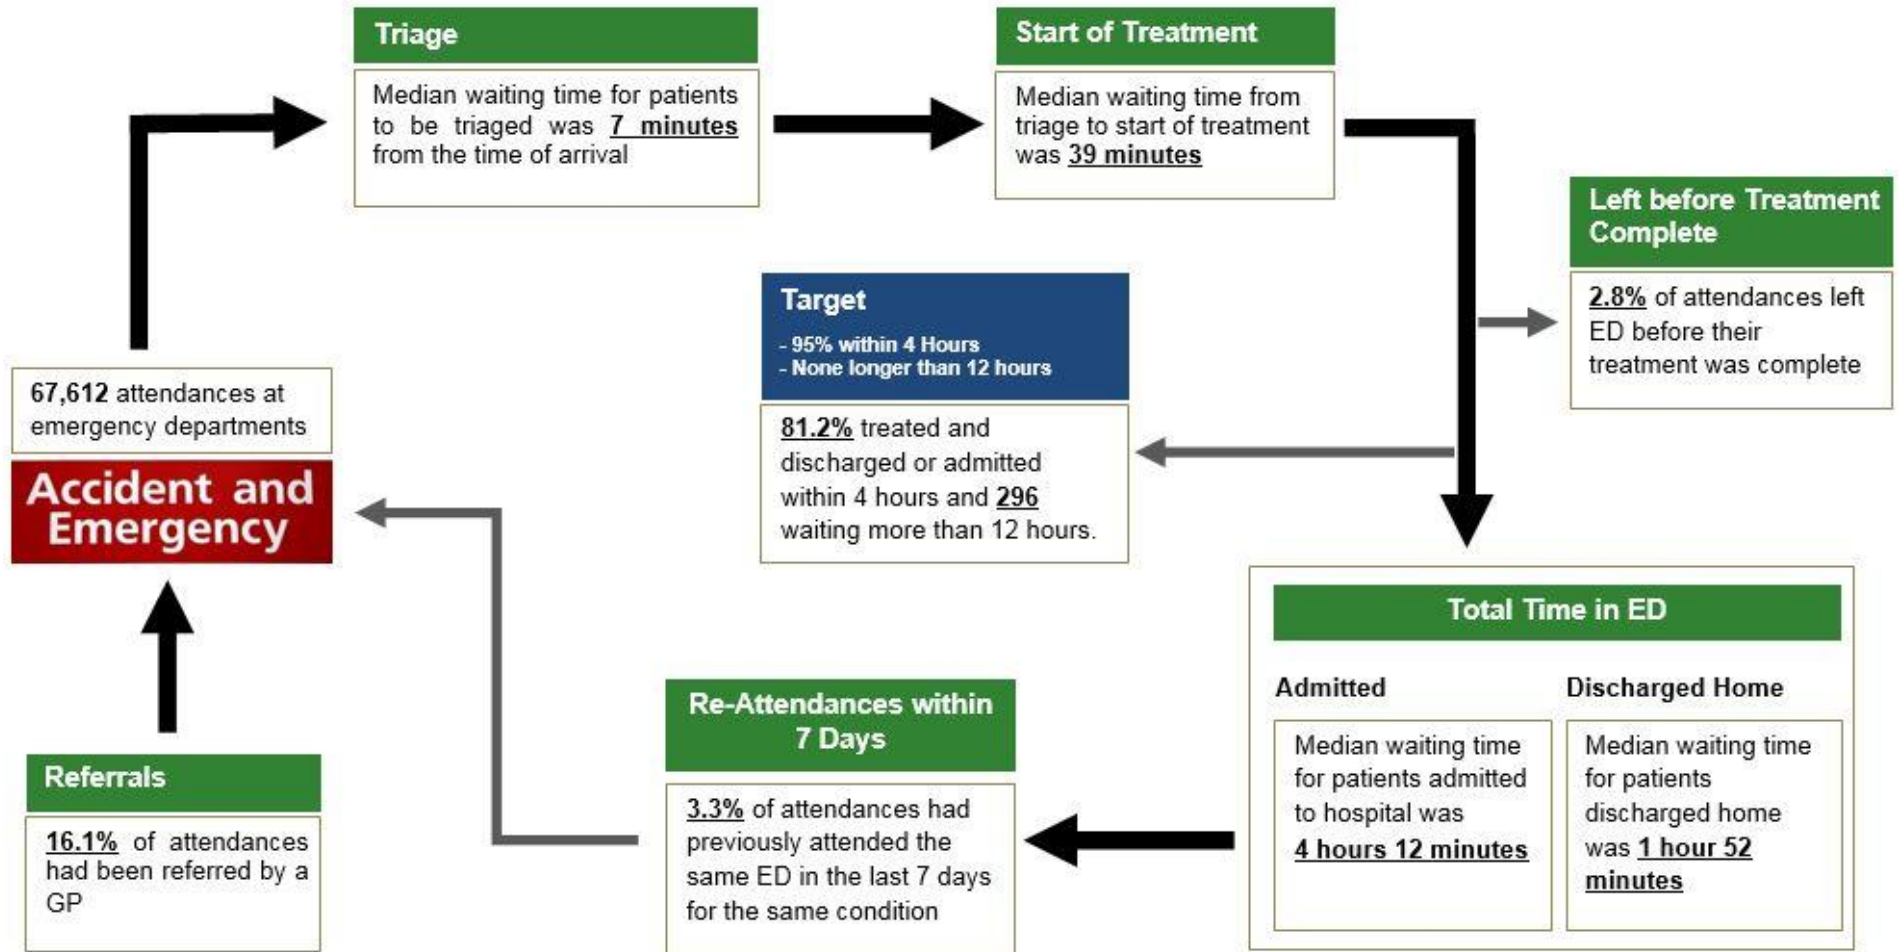 Triage
Median waiting time for patients
to be triaged was 7 minutes
from the time of arrival
Start of Treatment
Median waiting time from
triage to start of treatment
was 39 minutes
Left before Treatment
Complete
2.8% of attendances left
ED before their
treatment was complete
Target
- 95% within 4 Hours
- None longer than 12 hours
81.2% treated and
discharged or admitted
within 4 hours and 296
waiting more than 12 hours.
67,612 attendances at
emergency departments
Accident and
Emergency
Referrals
16.1% of attendances
had been referred by a
GP
Re-Attendances within
7 Days
3.3% of attendances had
previously attended the
same ED in the last 7 days
for the same condition
Total Time in ED
Admitted
Median waiting time
for patients admitted
to hospital was
4 hours 12 minutes
Discharged Home
Median waiting time
for patients
discharged home
was 1 hour 52
minutes